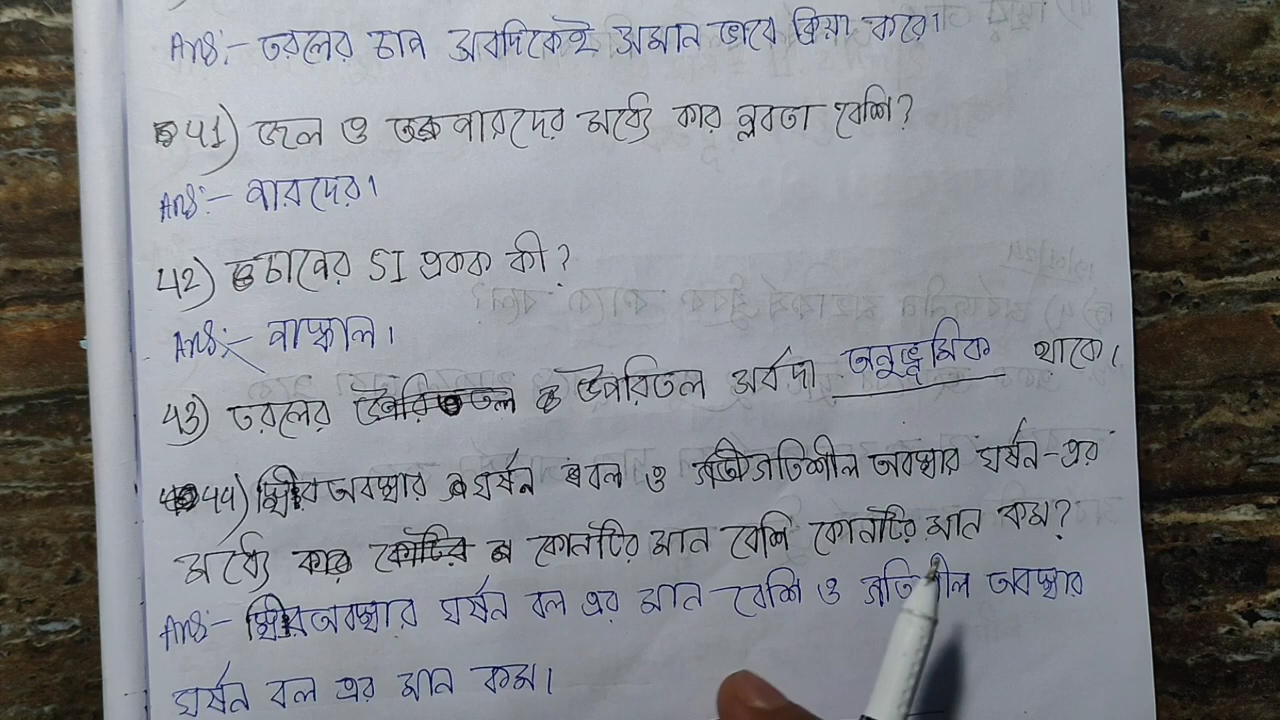 Ans:- তরলের চাপ সবদিকেই সমান ভাবে ক্রিয়া করে।
41) জল ও পারদের মধ্যে কার প্লবতা বেশি?
Ans:- পারদের।
42) চাপের SI একক কী?
Ans:- পাস্কাল।
43) তরলের উপরিতল সর্বদা অনুভূমিক থাকে।
44) স্থির অবস্থার ঘর্ষন বল ও গতিশীল অবস্থার ঘর্ষন-এর
মধ্যে কোনটির মান বেশি কোনটির মান কম?
Ans:- স্থির অবস্থার ঘর্ষন বল এর মান বেশি ও গতিশীল অবস্থার
ঘর্ষন বল এর মান কম।